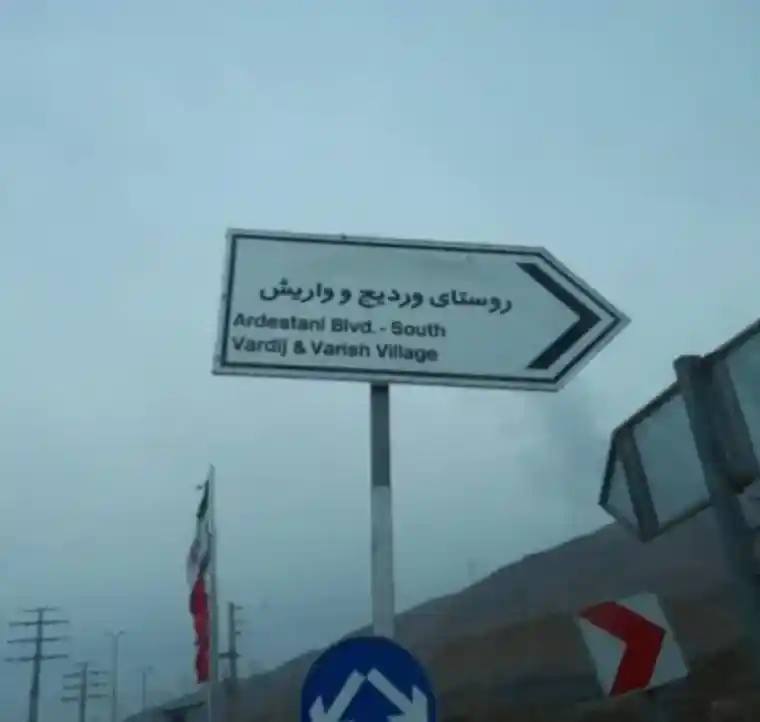 روستای وردیج و واریش
Ardestani Blvd. - South
Vardij & Varish Village